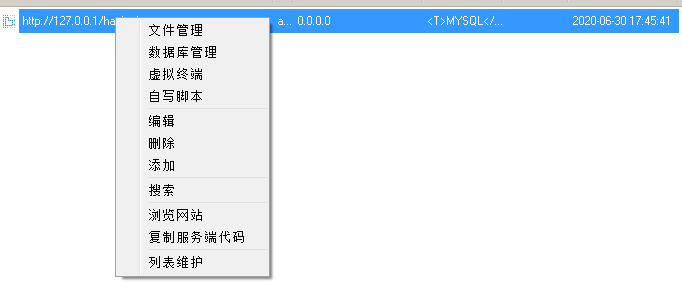 http://127.0.0.1/ha a... 0.0.0.0 <T>MYSQL</... 2020-06-30 17:45:41
文件管理
数据库管理
虚拟终端
自写脚本
编辑
删除
添加
搜索
浏览网站
复制服务端代码
列表维护